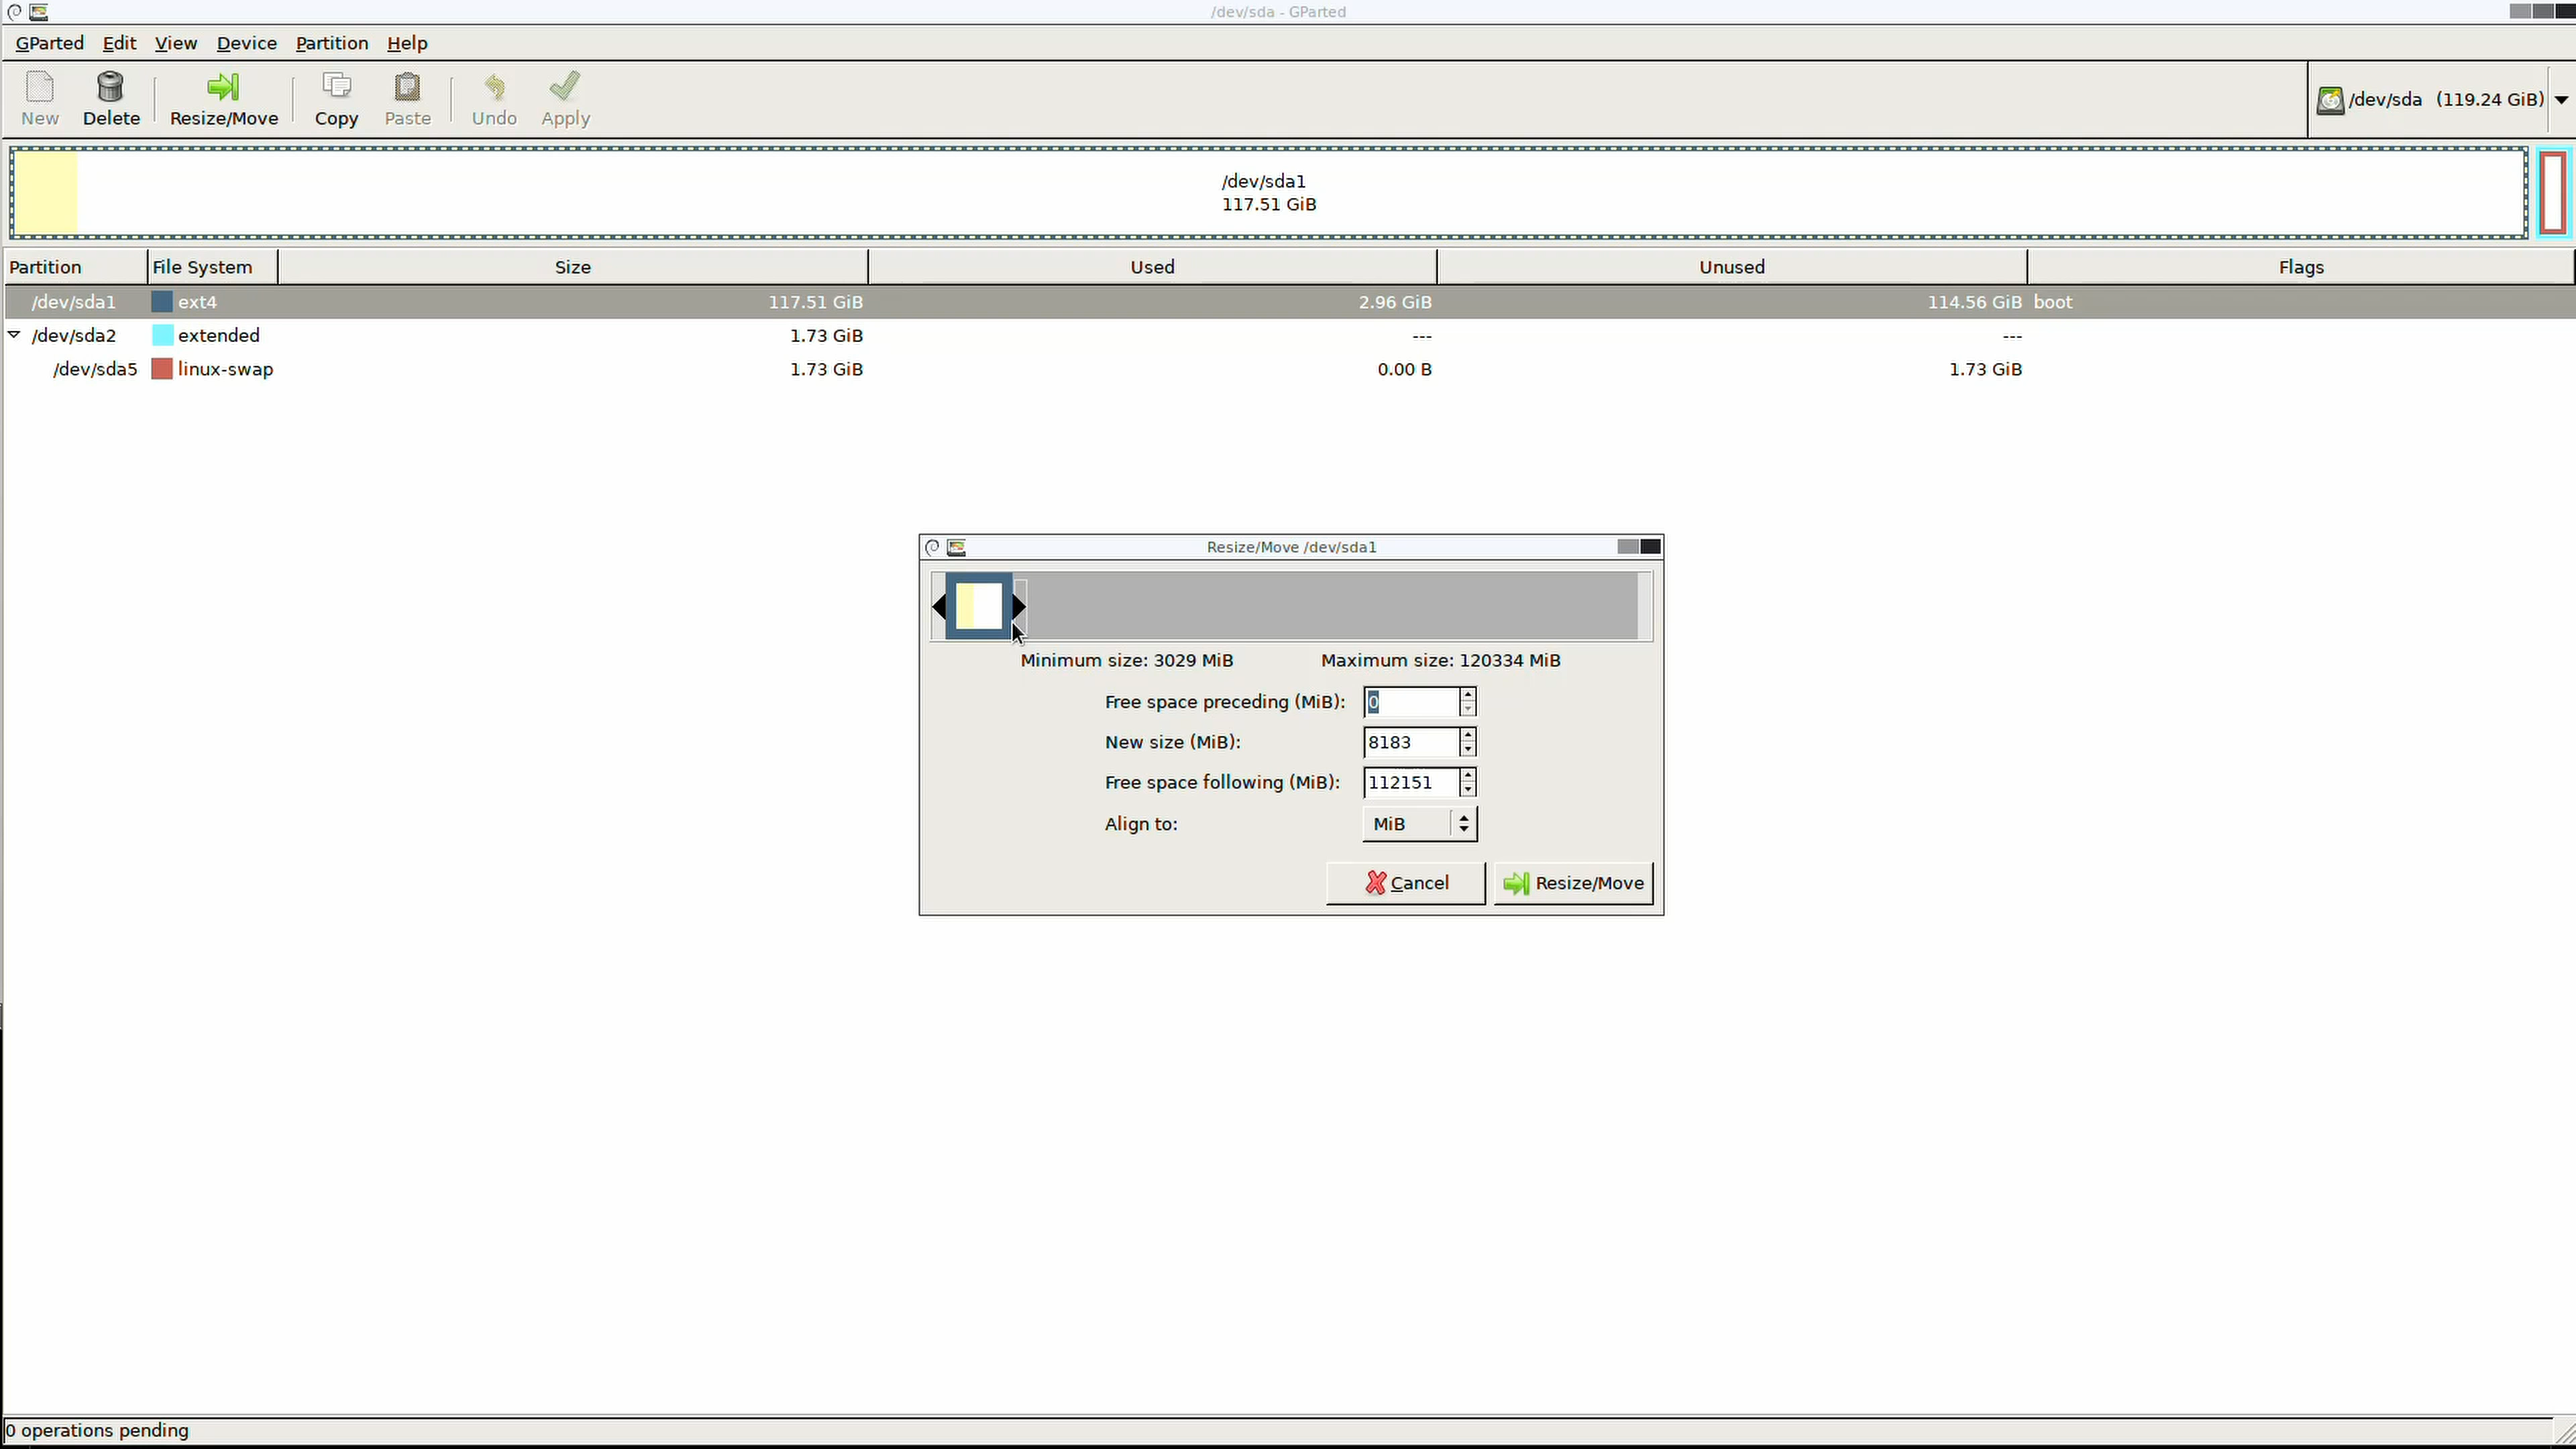 /dev/sda - GParted
GParted Edit View Device Partition Help
New Delete Resize/Move Copy Paste Undo Apply /dev/sda (119.24 GiB)
/dev/sda1
117.51 GiB
Partition File System Size Used Unused Flags
/dev/sda1 ext4 117.51 GiB 2.96 GiB 114.56 GiB boot
/dev/sda2 extended 1.73 GiB --- ---
/dev/sda5 linux-swap 1.73 GiB 0.00 B 1.73 GiB
Resize/Move /dev/sda1
Minimum size: 3029 MiB Maximum size: 120334 MiB
Free space preceding (MiB): 0
New size (MiB): 8183
Free space following (MiB): 112151
Align to: MiB
Cancel Resize/Move
0 operations pending